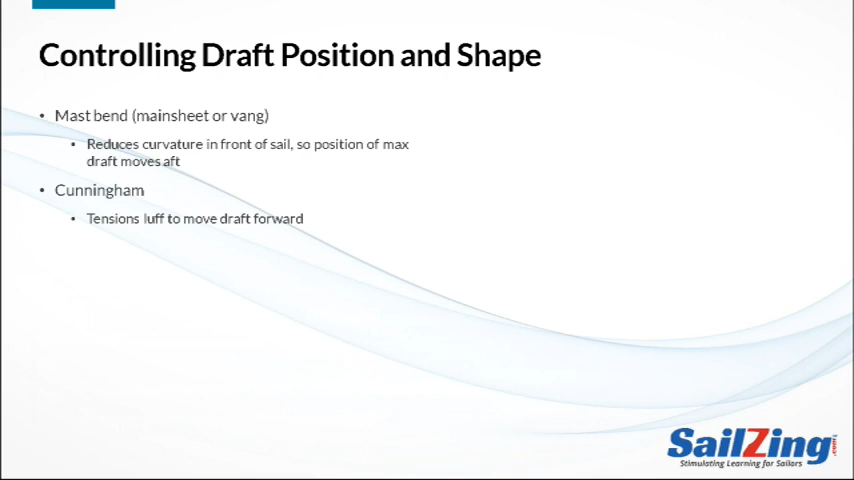 Controlling Draft Position and Shape
• Mast bend (mainsheet or vang)
• Reduces curvature in front of sail, so position of max
draft moves aft
• Cunningham
• Tensions luff to move draft forward
SailZing.com
Stimulating Learning for Sailors